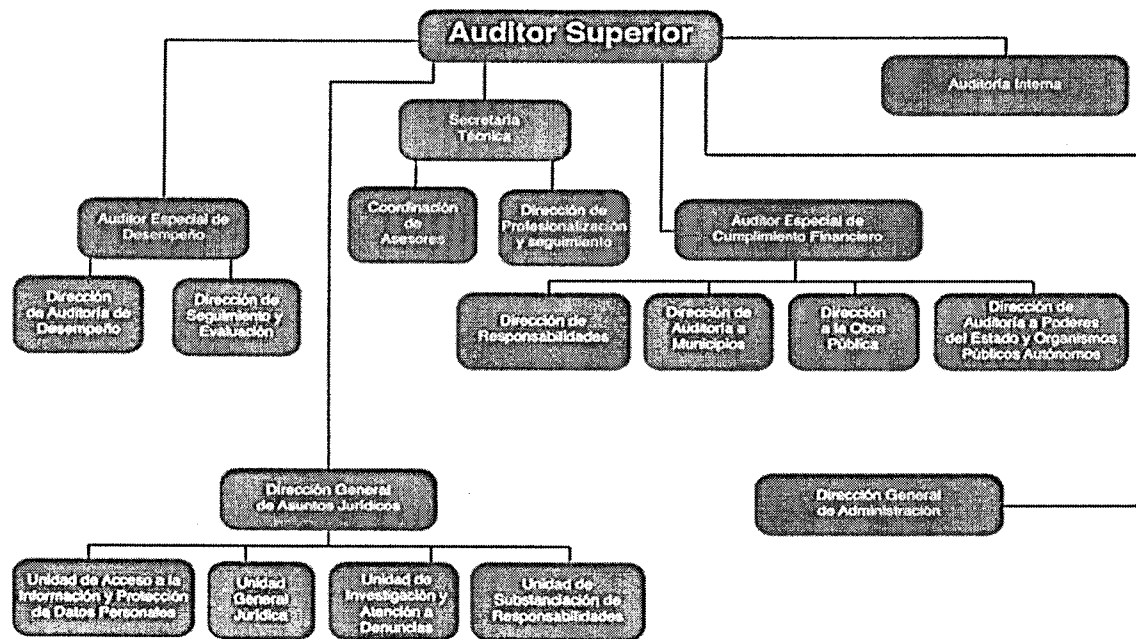 Auditor Superior
Auditoría Interna
Secretaría
Técnica
Coordinación
de
Asesores
Dirección de
Profesionalización
y seguimiento
Auditor Especial de
Desempeño
Auditor Especial de
Cumplimiento Financiero
Dirección
de Auditoría de
Desempeño
Dirección de
Seguimiento y
Evaluación
Dirección de
Responsabilidades
Dirección de
Auditoría a
Municipios
Dirección
a la Obra
Pública
Dirección de
Auditoría a Poderes
del Estado y Organismos
Públicos Autónomos
Dirección General
de Asuntos Jurídicos
Dirección General
de Administración
Unidad de Acceso a la
Información y Protección
de Datos Personales
Unidad
General
Jurídica
Unidad de
Investigación y
Atención a
Denuncias
Unidad de
Substanciación de
Responsabilidades